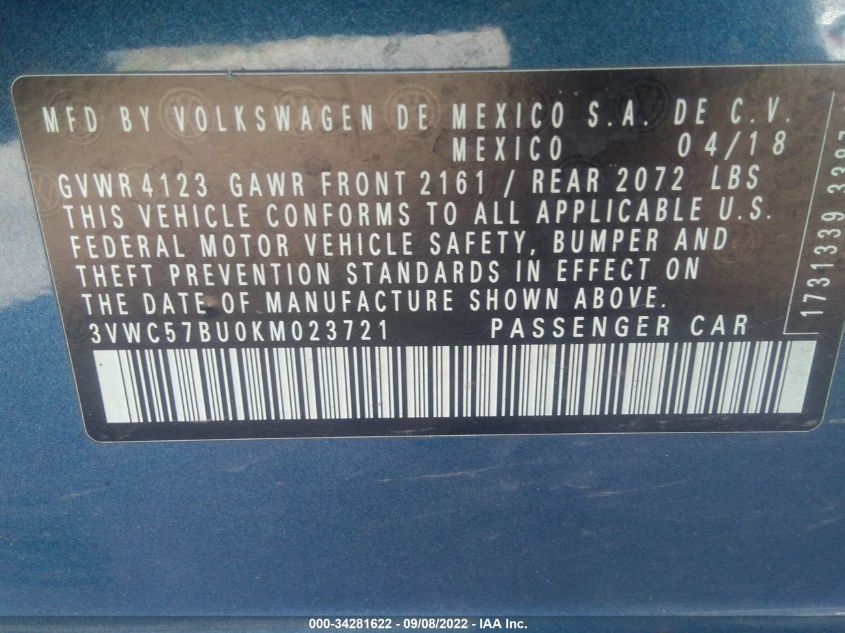 MFD BY VOLKSWAGEN DE MEXICO S.A. DE C.V.
MEXICO 04/18
GVWR 4123 GAWR FRONT 2161 / REAR 2072 LBS
THIS VEHICLE CONFORMS TO ALL APPLICABLE U.S.
FEDERAL MOTOR VEHICLE SAFETY, BUMPER AND
THEFT PREVENTION STANDARDS IN EFFECT ON
THE DATE OF MANUFACTURE SHOWN ABOVE.
3VWC57BU0KM023721 PASSENGER CAR
1731339
000-34281622 - 09/08/2022 - IAA Inc.